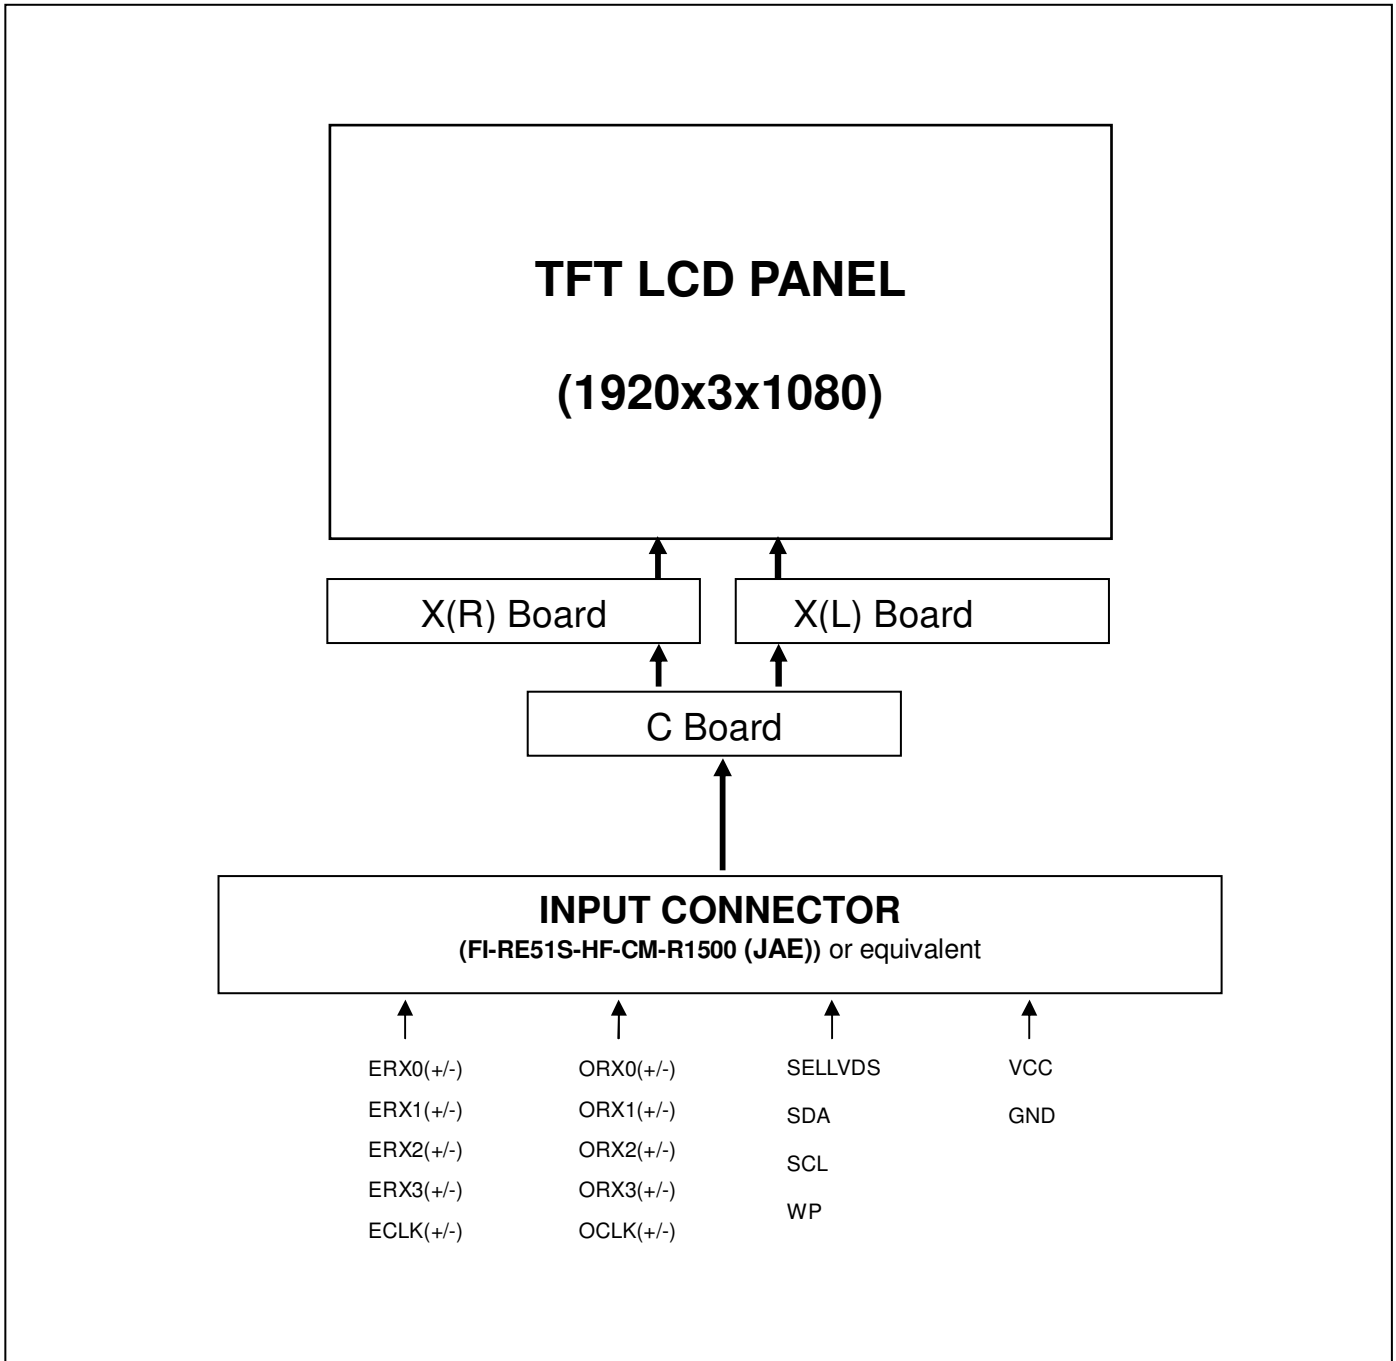 TFT LCD PANEL
(1920x3x1080)
X(R) Board
X(L) Board
C Board
INPUT CONNECTOR
(FI-RE51S-HF-CM-R1500 (JAE)) or equivalent
ERX0(+/-)
ERX1(+/-)
ERX2(+/-)
ERX3(+/-)
ECLK(+/-)
ORX0(+/-)
ORX1(+/-)
ORX2(+/-)
ORX3(+/-)
OCLK(+/-)
SELLVDS
SDA
SCL
WP
VCC
GND